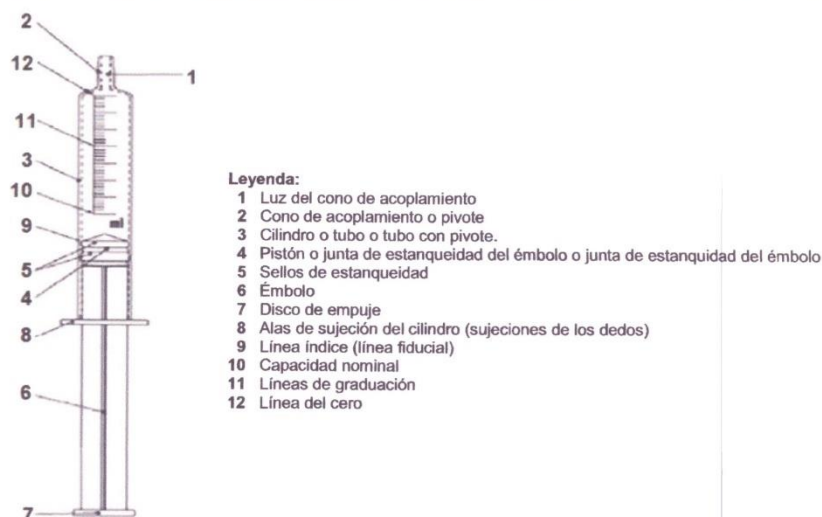 2
12
1
11
3
10
ml
9
5
4
8
6
7
Leyenda:
1 Luz del cono de acoplamiento
2 Cono de acoplamiento o pivote
3 Cilindro o tubo o tubo con pivote.
4 Pistón o junta de estanqueidad del émbolo o junta de estanquidad del émbolo
5 Sellos de estanqueidad
6 Émbolo
7 Disco de empuje
8 Alas de sujeción del cilindro (sujeciones de los dedos)
9 Línea índice (línea fiducial)
10 Capacidad nominal
11 Líneas de graduación
12 Línea del cero